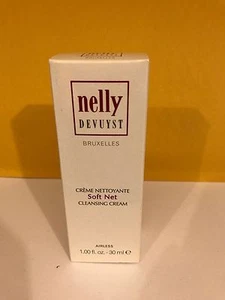 nelly
DEVUYST
BRUXELLES
CRÈME NETTOYANTE
Soft Net
CLEANSING CREAM
AIRLESS
1.00 fl. oz. - 30 ml ℮